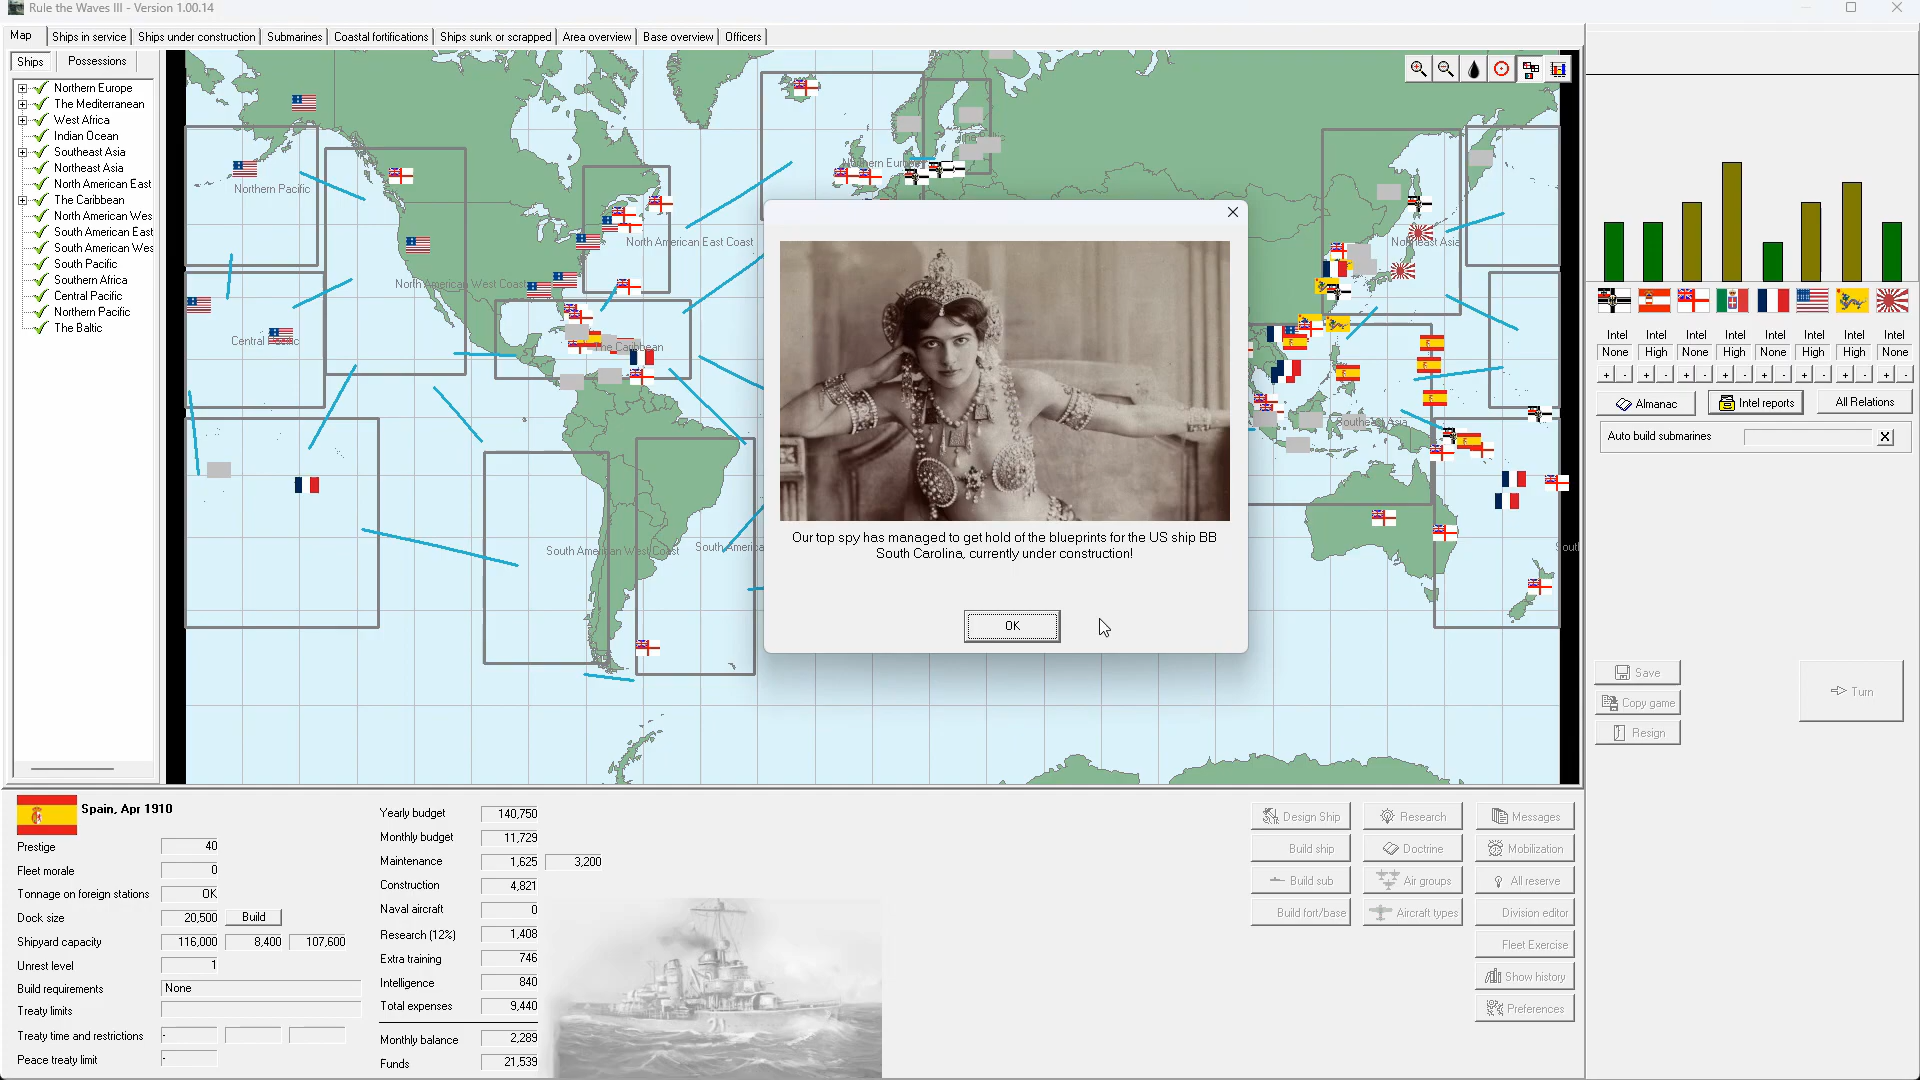 Rule the Waves III - Version 1.00.14
Map
Ships in service
Ships under construction
Submarines
Coastal fortifications
Ships sunk or scrapped
Area overview
Base overview
Officers
Ships
Possessions
Northern Europe
The Mediterranean
West Africa
Indian Ocean
Southeast Asia
Northeast Asia
North American East
The Caribbean
North American Wes
South American East
South American Wes
South Pacific
Southern Africa
Central Pacific
Northern Pacific
The Baltic
Northern Pacific
Central Pacific
North American West Coast
North American East Coast
The Caribbean
South American West Coast
South America
Northern Europe
Northeast Asia
Southeast Asia
Our top spy has managed to get hold of the blueprints for the US ship BB
South Carolina, currently under construction!
OK
Intel Intel Intel Intel Intel Intel Intel Intel
None High None High None High High None
+ - + - + - + - + - + - + - + -
Almanac
Intel reports
All Relations
Auto build submarines
X
Save
Copy game
Resign
Turn
Spain, Apr 1910
Prestige 40
Fleet morale 0
Tonnage on foreign stations OK
Dock size 20,500 Build
Shipyard capacity 116,000 8,400 107,600
Unrest level 1
Build requirements None
Treaty limits
Treaty time and restrictions -
Peace treaty limit -
Yearly budget 140,750
Monthly budget 11,729
Maintenance 1,625 3,200
Construction 4,821
Naval aircraft 0
Research (12%) 1,408
Extra training 746
Intelligence 840
Total expenses 9,440
Monthly balance 2,289
Funds 21,539
Design Ship
Research
Messages
Build ship
Doctrine
Mobilization
Build sub
Air groups
All reserve
Build fort/base
Aircraft types
Division editor
Fleet Exercise
Show history
Preferences